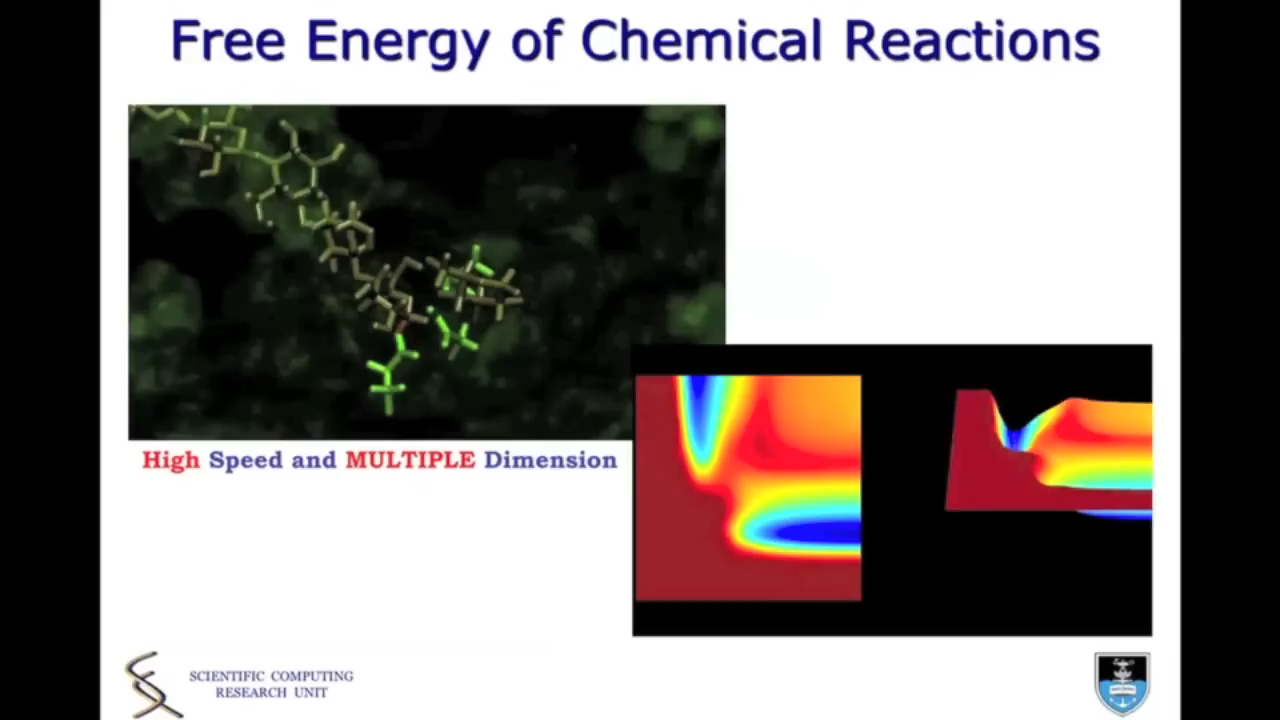 Free Energy of Chemical Reactions
High Speed and MULTIPLE Dimension
SCIENTIFIC COMPUTING
RESEARCH UNIT